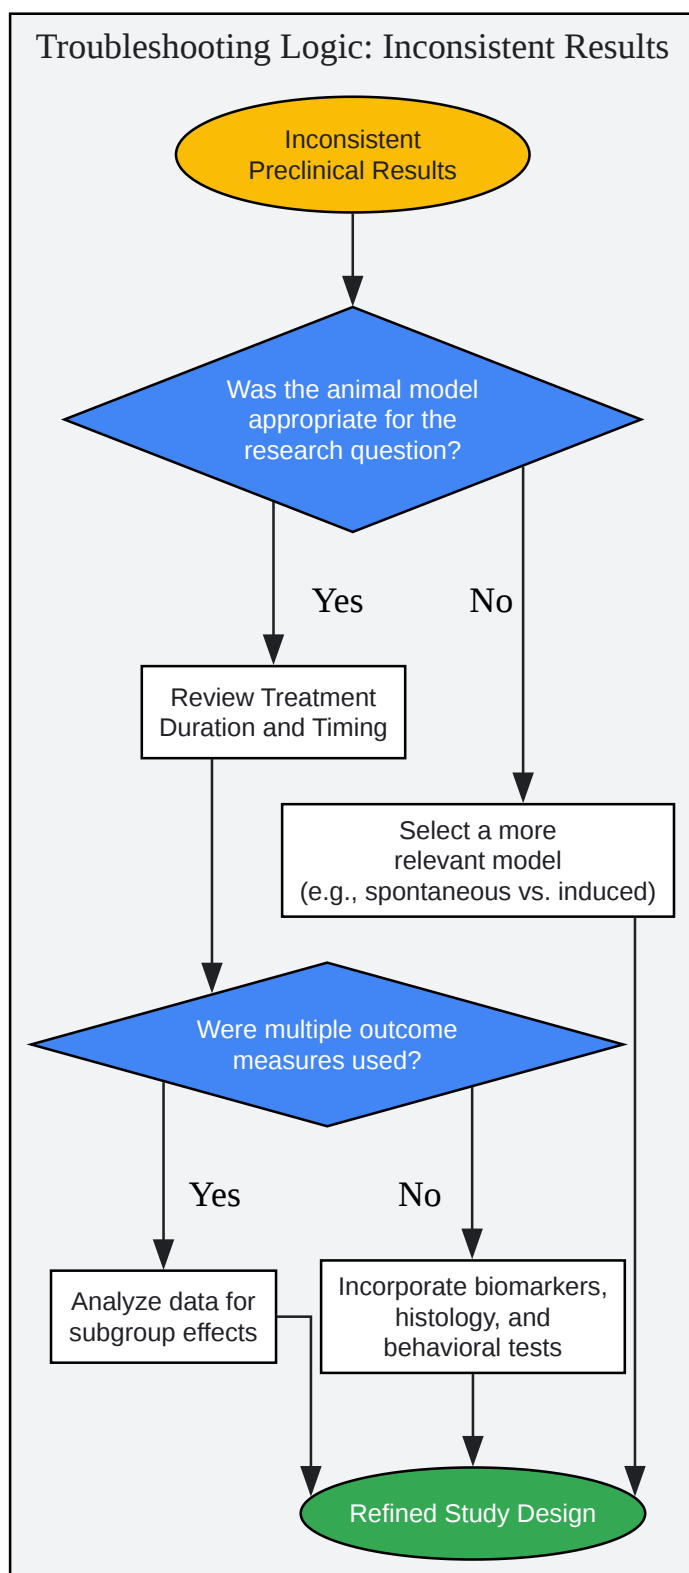 Troubleshooting Logic: Inconsistent Results
Inconsistent
Preclinical Results
Was the animal model
appropriate for the
research question?
Yes
No
Review Treatment
Duration and Timing
Select a more
relevant model
(e.g., spontaneous vs. induced)
Were multiple outcome
measures used?
Yes
No
Analyze data for
subgroup effects
Incorporate biomarkers,
histology, and
behavioral tests
Refined Study Design